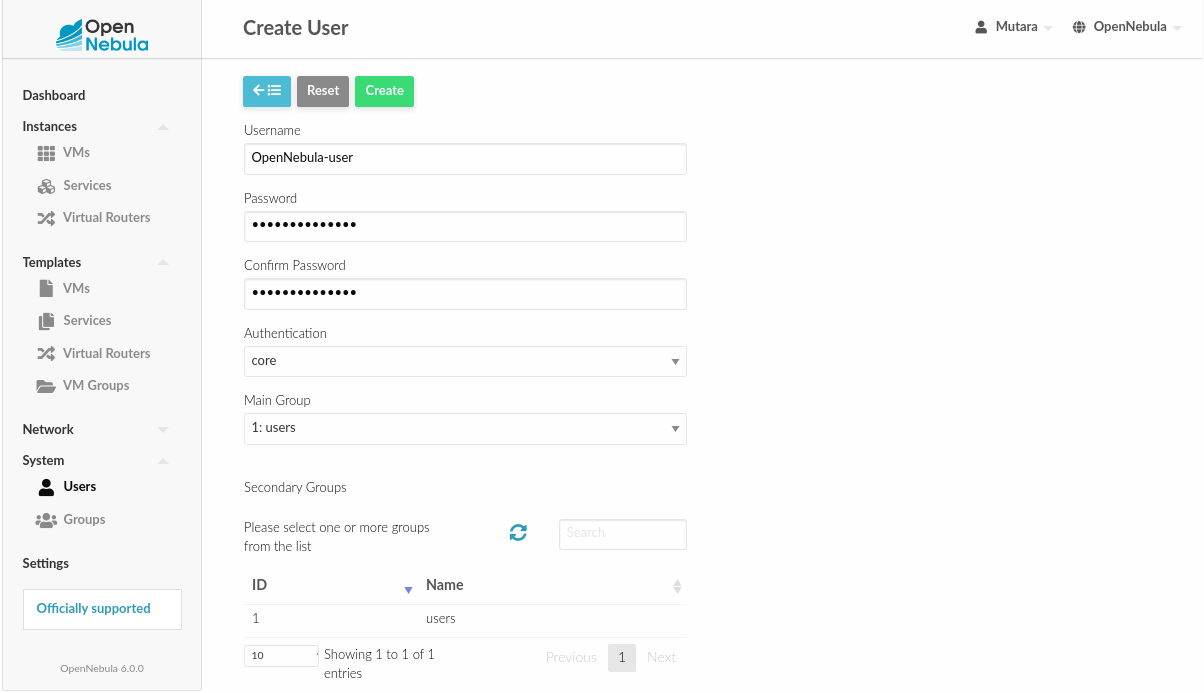 Open
Nebula
Create User
Mutara
OpenNebula
Dashboard
Instances
VMs
Services
Virtual Routers
Templates
VMs
Services
Virtual Routers
VM Groups
Network
System
Users
Groups
Settings
Officially supported
OpenNebula 6.0.0
Reset
Create
Username
OpenNebula-user
Password
••••••••••••••
Confirm Password
••••••••••••••
Authentication
core
Main Group
1: users
Secondary Groups
Please select one or more groups
from the list
Search
ID Name
1 users
10
Showing 1 to 1 of 1
entries
Previous 1 Next